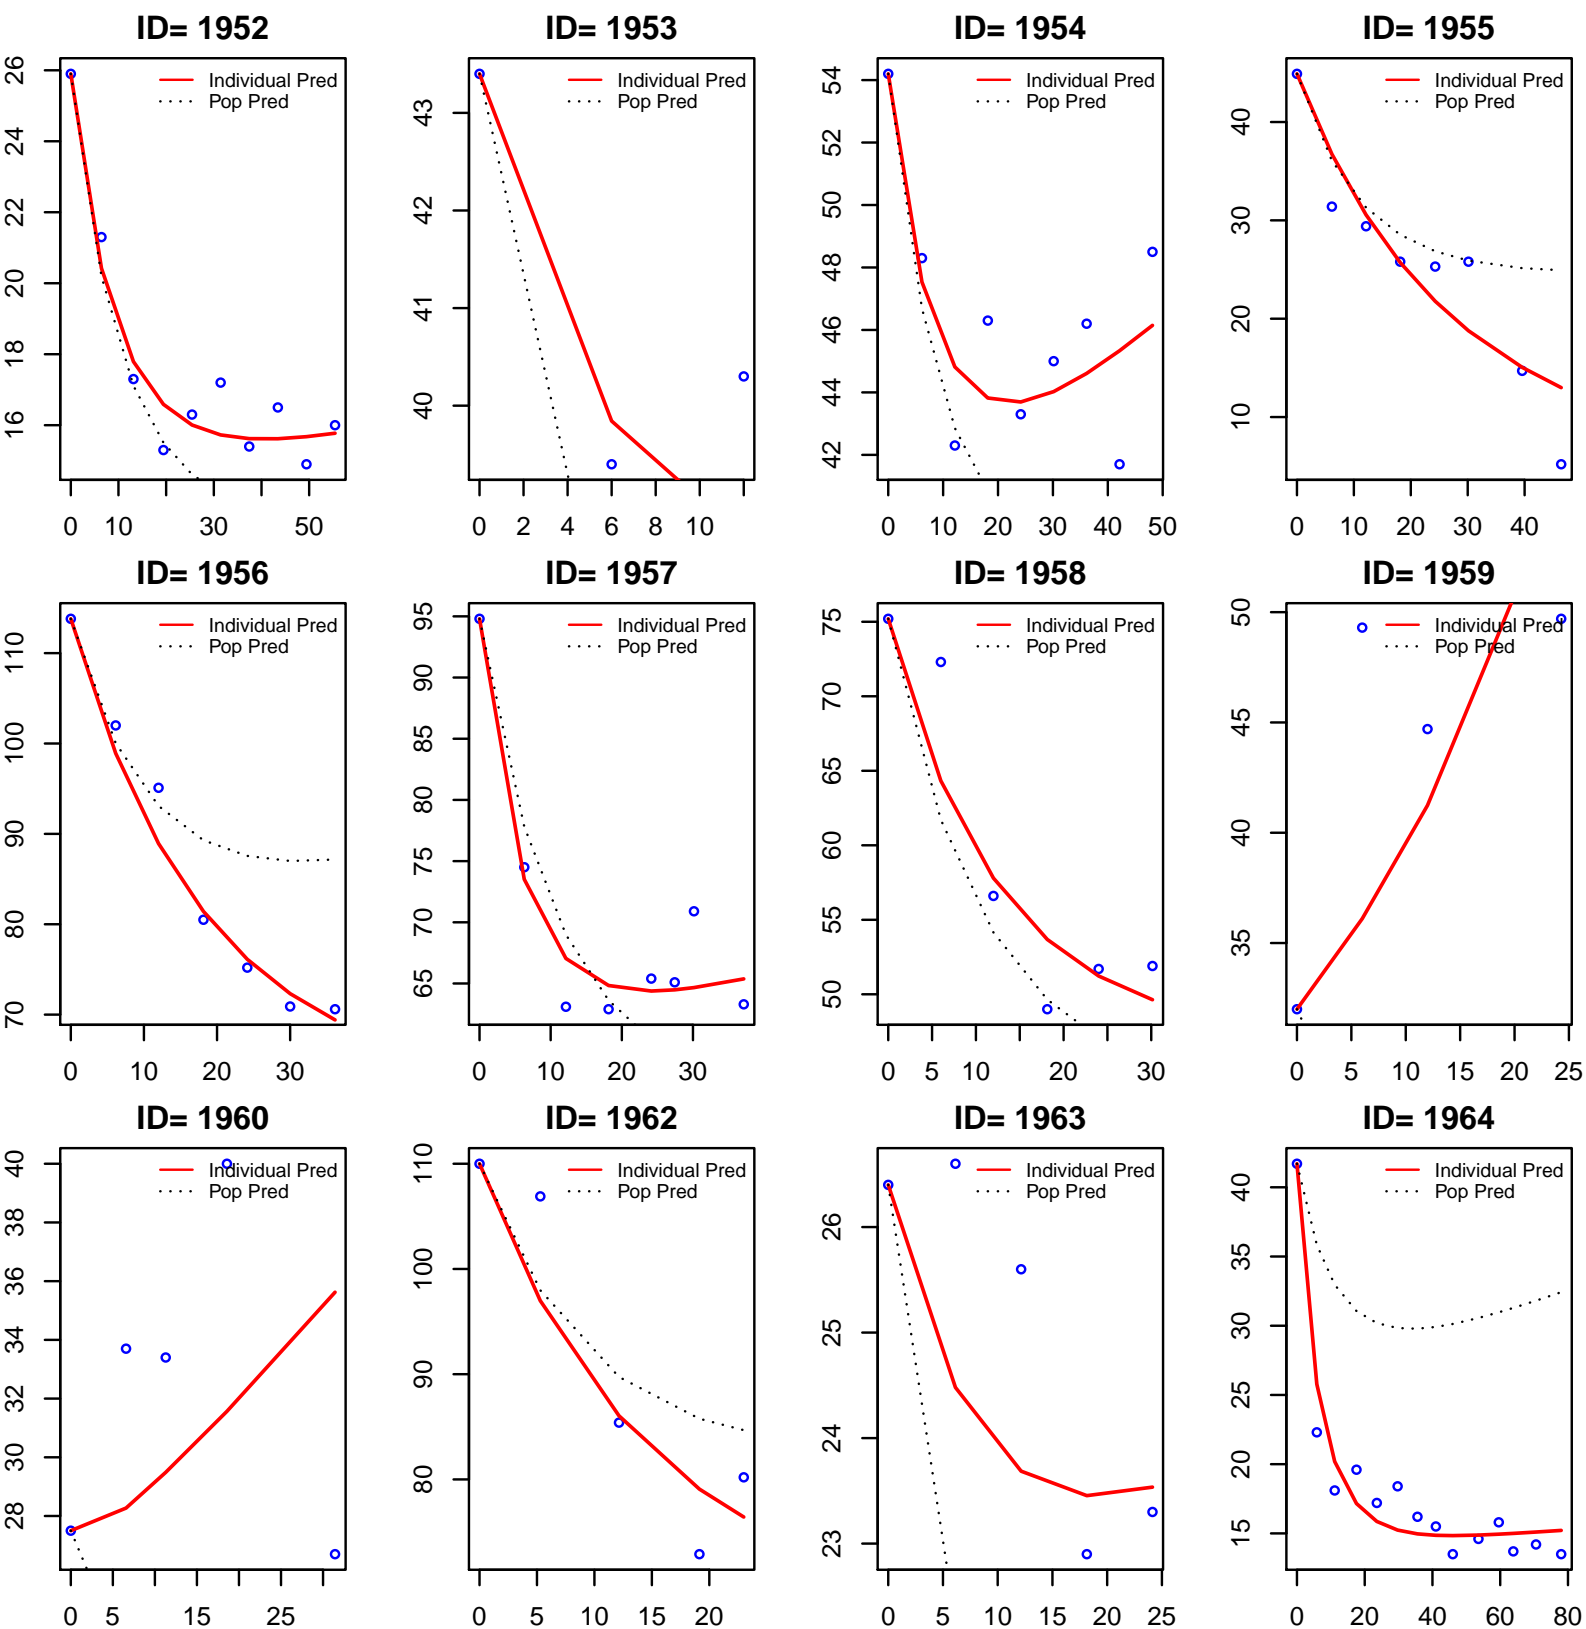 ID= 1952 ID= 1953 ID= 1954 ID= 1955
Individual Pred Individual Pred Individual Pred Individual Pred
Pop Pred Pop Pred Pop Pred Pop Pred
16 18 20 22 24 26
0 10 30 50
40 41 42 43
0 2 4 6 8 10
42 44 46 48 50 52 54
0 10 20 30 40 50
10 20 30 40
0 10 20 30 40
ID= 1956 ID= 1957 ID= 1958 ID= 1959
Individual Pred Individual Pred Individual Pred Individual Pred
Pop Pred Pop Pred Pop Pred Pop Pred
70 80 90 100 110
0 10 20 30
65 70 75 80 85 90 95
0 10 20 30
50 55 60 65 70 75
0 5 10 20 30
35 40 45 50
0 5 10 15 20 25
ID= 1960 ID= 1962 ID= 1963 ID= 1964
Individual Pred Individual Pred Individual Pred Individual Pred
Pop Pred Pop Pred Pop Pred Pop Pred
28 30 32 34 36 38 40
0 5 15 25
80 90 100 110
0 5 10 20
23 24 25 26
0 5 10 15 20 25
15 20 25 30 35 40
0 20 40 60 80